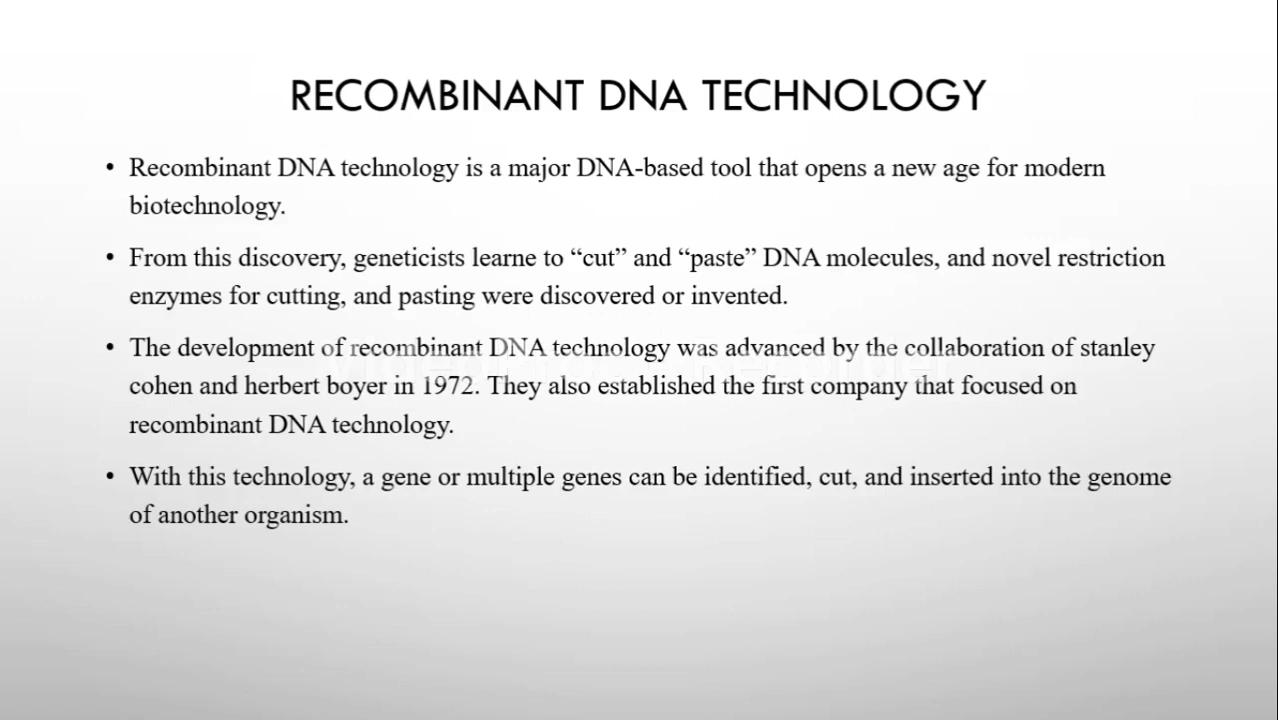 RECOMBINANT DNA TECHNOLOGY
• Recombinant DNA technology is a major DNA-based tool that opens a new age for modern
biotechnology.
• From this discovery, geneticists learne to “cut” and “paste” DNA molecules, and novel restriction
enzymes for cutting, and pasting were discovered or invented.
• The development of recombinant DNA technology was advanced by the collaboration of stanley
cohen and herbert boyer in 1972. They also established the first company that focused on
recombinant DNA technology.
• With this technology, a gene or multiple genes can be identified, cut, and inserted into the genome
of another organism.